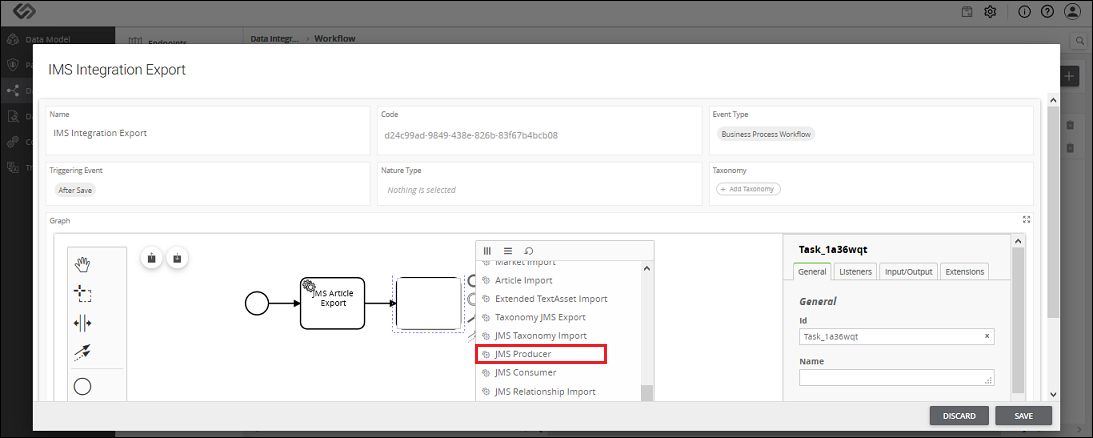 Data Model
Endpoints
Data Integr... › Workflow
IMS Integration Export
Name
IMS Integration Export
Code
d24c99ad-9849-438e-826b-83f67b4bcb08
Event Type
Business Process Workflow
Triggering Event
After Save
Nature Type
Nothing is selected
Taxonomy
+ Add Taxonomy
Graph
JMS Article
Export
Market Import
Article Import
Extended TextAsset Import
Taxonomy JMS Export
JMS Taxonomy Import
JMS Producer
JMS Consumer
JMS Relationship Import
Task_1a36wqt
General Listeners Input/Output Extensions
General
Id
Task_1a36wqt ×
Name
DISCARD SAVE